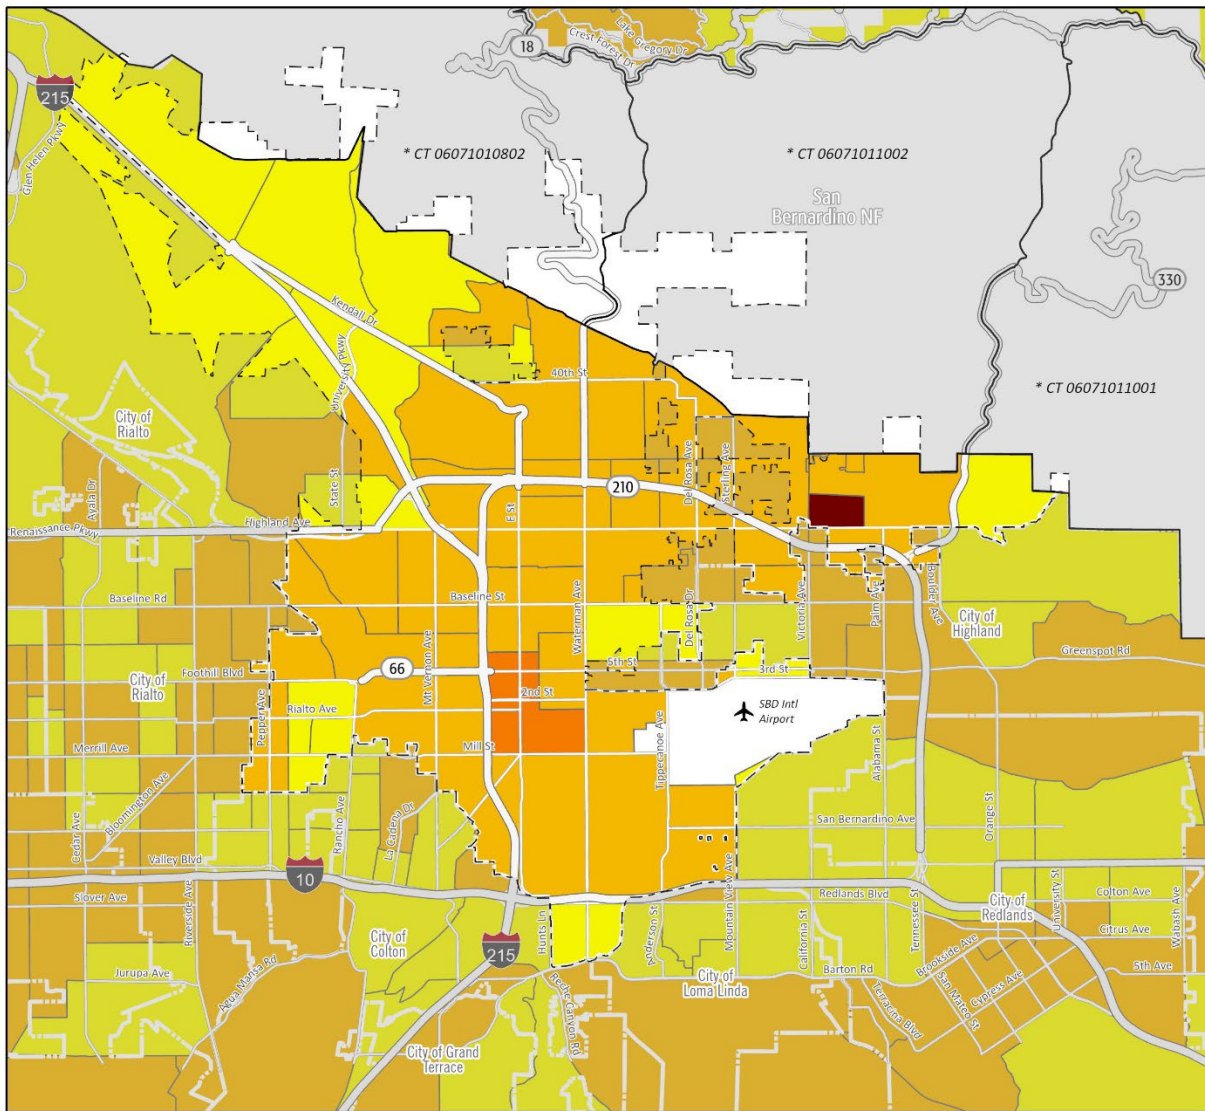 Lake Gregory Dr
Crest Forest Dr
18
215
Glen Helen Pkwy
* CT 06071010802
* CT 06071011002
San
Bernardino NF
330
Kendall Dr
University Pkwy
40th St
* CT 06071011001
City of
Rialto
Ayala Dr
State St
E St
210
Del Rosa Ave
Sterling Ave
Renaissance Pkwy
Highland Ave
Baseline Rd
Baseline St
Waterman Ave
Del Rosa Dr
Victoria Ave
Palm Ave
Boulder Ave
City of
Highland
66
Mt Vernon Ave
5th St
3rd St
Greenspot Rd
City of
Rialto
Foothill Blvd
2nd St
Pepper Ave
Rialto Ave
SBD Intl
Airport
Merrill Ave
Mill St
Tippecanoe Ave
Alabama St
Bloomington Ave
Cedar Ave
Rancho Ave
La Cadena Dr
San Bernardino Ave
Orange St
Valley Blvd
10
Slover Ave
Riverside Ave
Redlands Blvd
Mountain View Ave
Tennessee St
University St
Colton Ave
City of
Redlands
Wabash Ave
City of
Colton
215
Hunts Ln
Anderson St
California St
Citrus Ave
Brookside Ave
Jurupa Ave
Agua Mansa Rd
Reche Canyon Rd
City of
Loma Linda
Barton Rd
5th Ave
Cypress Ave
San Mateo St
Terracina Blvd
City of Grand
Terrace